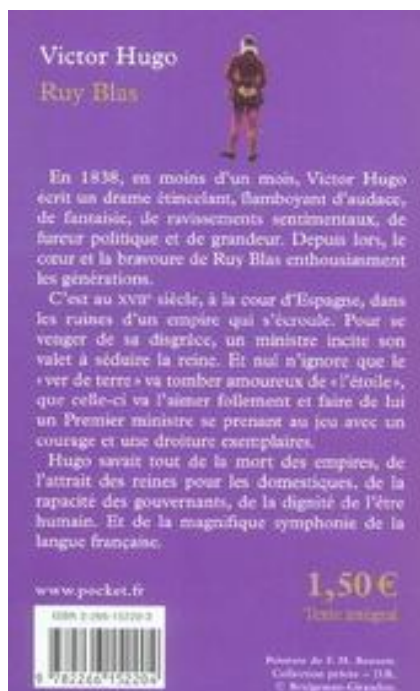 Victor Hugo
Ruy Blas
En 1838, en moins d'un mois, Victor Hugo
écrit un drame étincelant, flamboyant d'audace,
de fantaisie, de ravissements sentimentaux, de
fureur politique et de grandeur. Depuis lors, le
cœur et la bravoure de Ruy Blas enthousiasment
les générations.
C'est au XVIIe siècle, à la cour d'Espagne, dans
les ruines d'un empire qui s'écroule. Pour se
venger de sa disgrâce, un ministre incite son
valet à séduire la reine. Et nul n'ignore que le
« ver de terre » va tomber amoureux de « l'étoile »,
que celle-ci va l'aimer follement et faire de lui
un Premier ministre se prenant au jeu avec un
courage et une droiture exemplaires.
Hugo savait tout de la mort des empires, de
l'attrait des reines pour les domestiques, de la
rapacité des gouvernants, de la dignité de l'être
humain. Et de la magnifique symphonie de la
langue française.
www.pocket.fr
1,50 €
Texte intégral
ISBN
Peinture de F. M.
Collection privée – D.R.
©